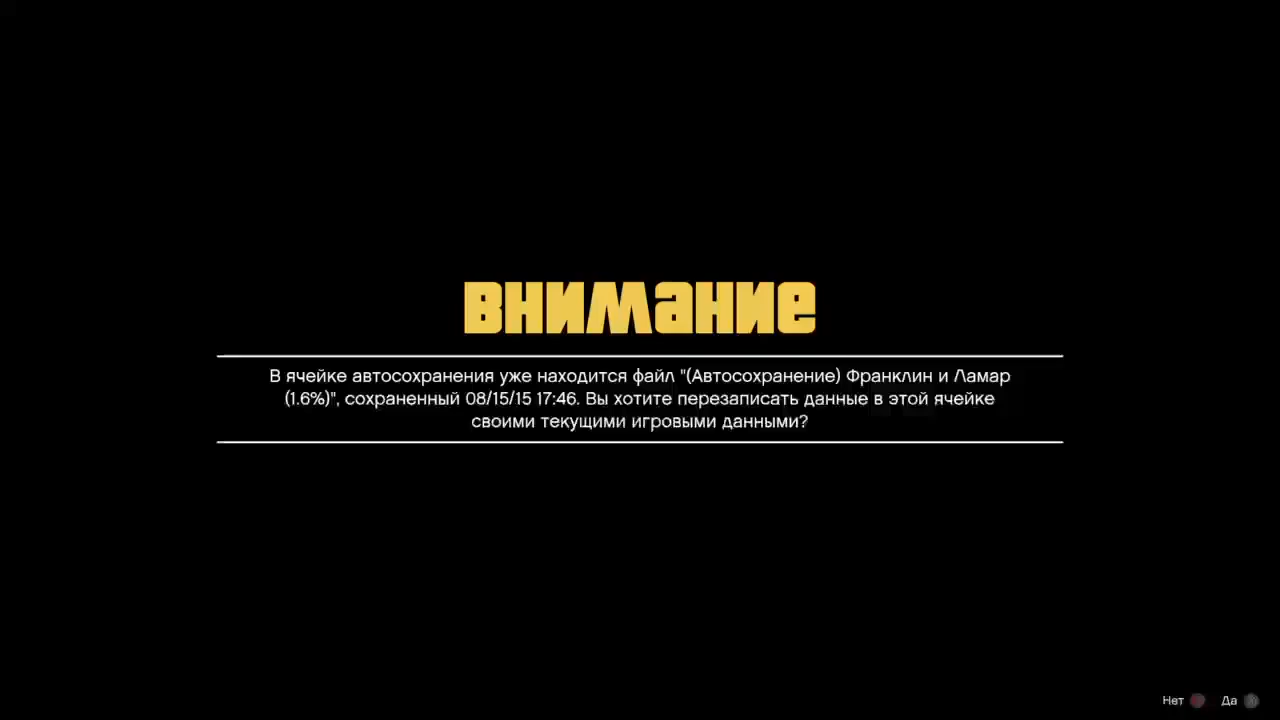 внимание
В ячейке автосохранения уже находится файл "(Автосохранение) Франклин и Ламар
(1.6%)", сохраненный 08/15/15 17:46. Вы хотите перезаписать данные в этой ячейке
своими текущими игровыми данными?
Нет Да